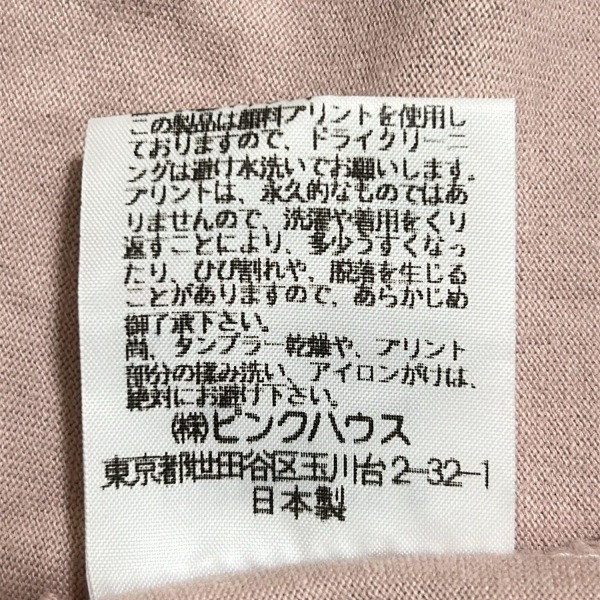 この製品は顔料プリントを使用し
ておりますので、ドライクリーニ
ングは避け水洗いでお願いします。
プリントは、永久的なものではあ
りませんので、洗濯や着用をくり
返すことにより、多少うすくなっ
たり、ひび割れや、脱落を生じる
ことがありますので、あらかじめ
御了承下さい。
尚、タンブラー乾燥や、プリント
部分の揉み洗い、アイロンがけは、
絶対にお避け下さい。
㈱ピンクハウス
東京都世田谷区玉川台2-32-1
日本製